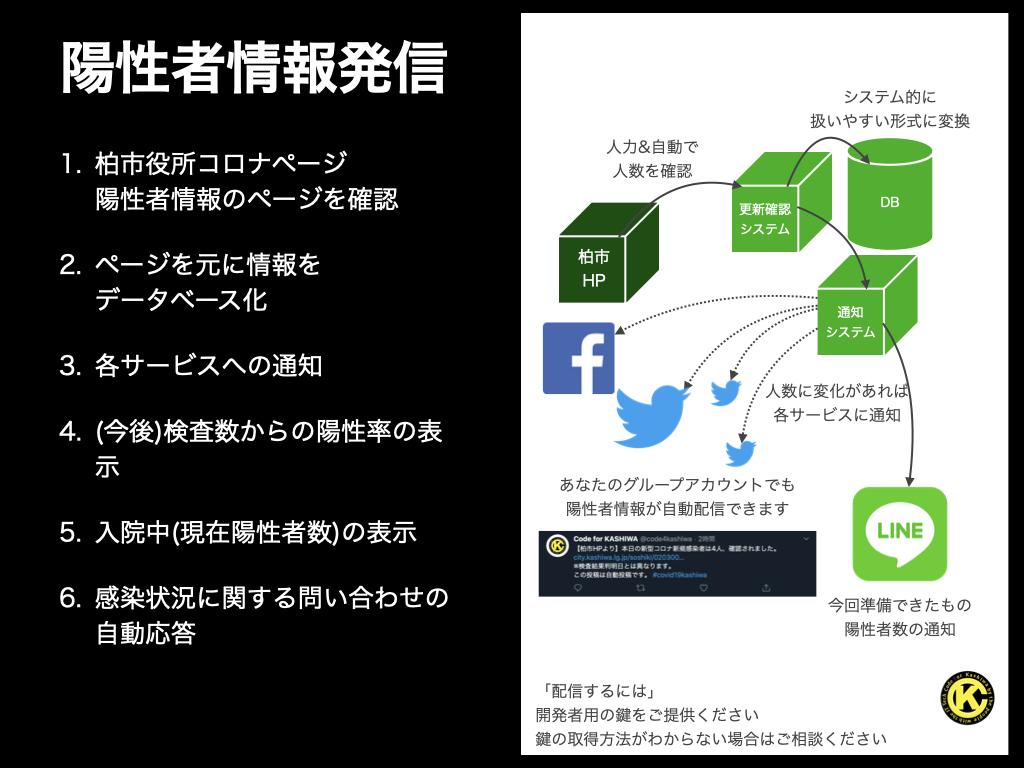 陽性者情報発信
1. 柏市役所コロナページ
陽性者情報のページを確認
2. ページを元に情報を
データベース化
3. 各サービスへの通知
4. (今後)検査数からの陽性率の表
示
5. 入院中(現在陽性者数)の表示
6. 感染状況に関する問い合わせの
自動応答
システム的に
扱いやすい形式に変換
人力&自動で
人数を確認
更新確認
システム
DB
柏市
HP
通知
システム
人数に変化があれば
各サービスに通知
あなたのグループアカウントでも
陽性者情報が自動配信できます
Code for KASHIWA @code4kashiwa · 2時間
【柏市HPより】本日の新型コロナ新規感染者は4人、確認されました。
city.kashiwa.lg.jp/soshiki/020300...
※検査結果判明日とは異なります。
この投稿は自動投稿です。 #covid19kashiwa
LINE
今回準備できたもの
陽性者数の通知
「配信するには」
開発者用の鍵をご提供ください
鍵の取得方法がわからない場合はご相談ください